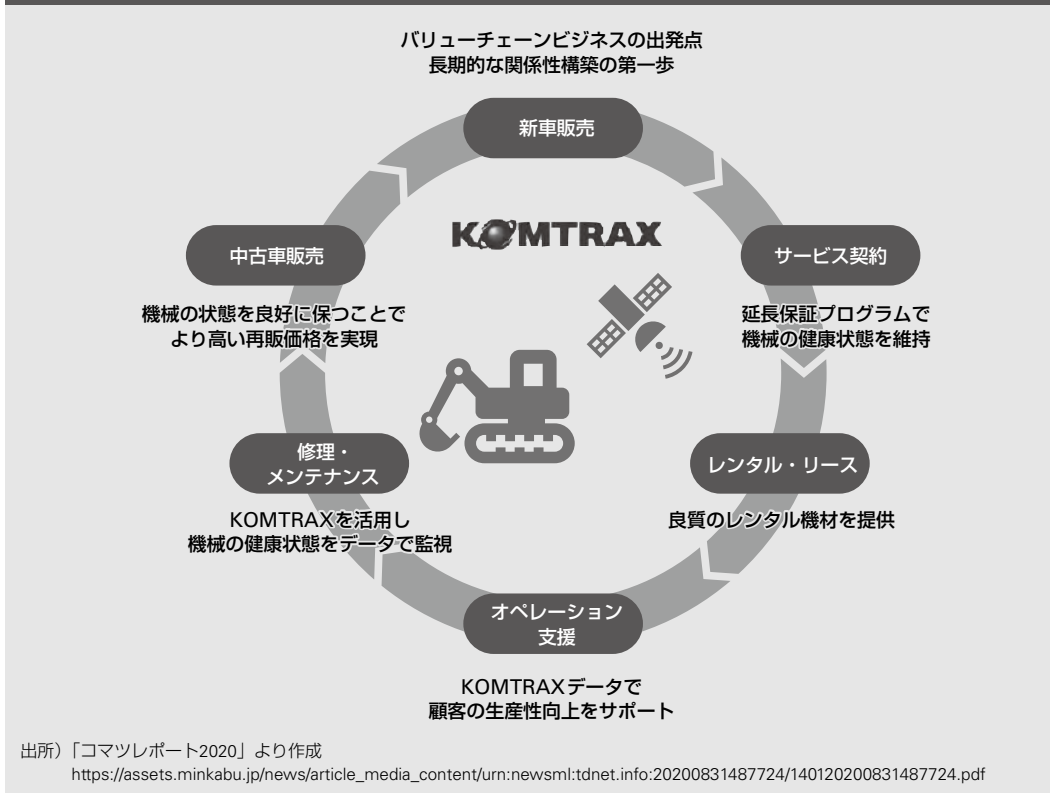 バリューチェーンビジネスの出発点
長期的な関係性構築の第一歩
新車販売
KOMTRAX
サービス契約
延長保証プログラムで
機械の健康状態を維持
レンタル・リース
良質のレンタル機材を提供
オペレーション
支援
KOMTRAXデータで
顧客の生産性向上をサポート
修理・
メンテナンス
KOMTRAXを活用し
機械の健康状態をデータで監視
中古車販売
機械の状態を良好に保つことで
より高い再販価格を実現
出所）「コマツレポート2020」より作成
https://assets.minkabu.jp/news/article_media_content/urn:newsml:tdnet.info:20200831487724/140120200831487724.pdf